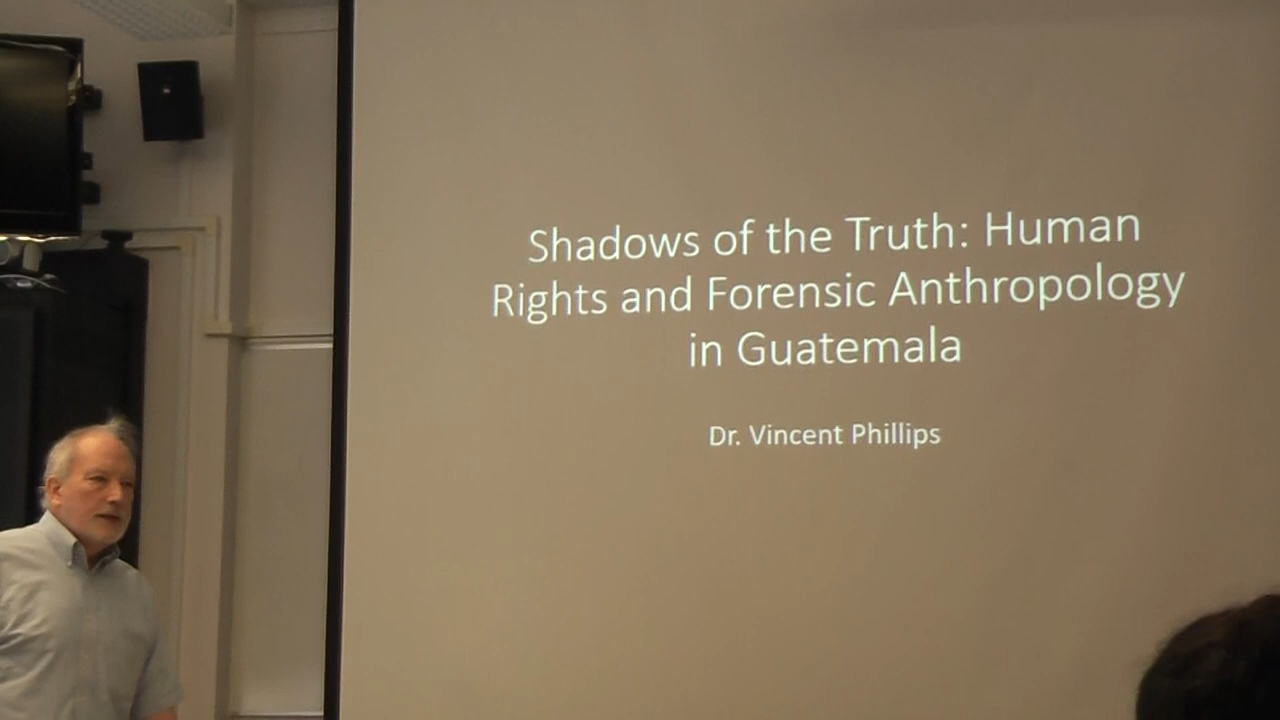 Shadows of the Truth: Human
Rights and Forensic Anthropology
in Guatemala
Dr. Vincent Phillips